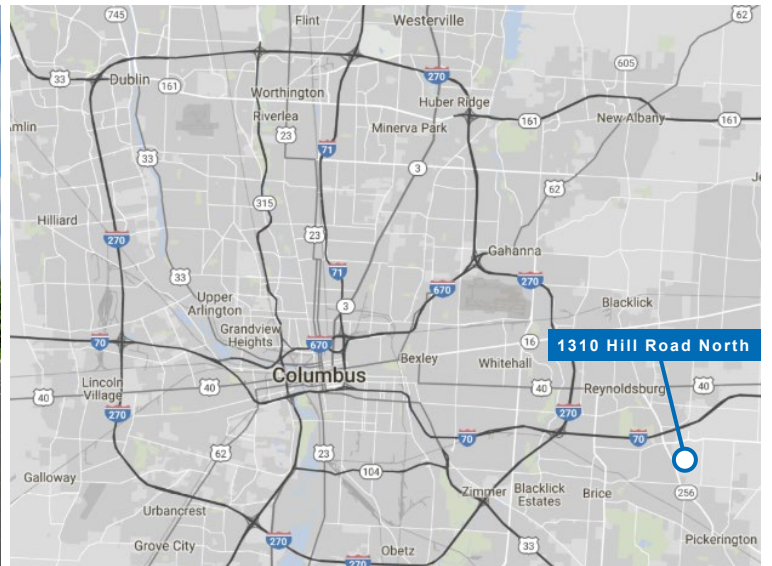 745
Flint
Westerville
62
33
Dublin
270
605
161
Worthington
Huber Ridge
Riverlea
New Albany
mlin
23
Minerva Park
161
161
71
33
3
Je
62
315
Hilliard
23
270
Gahanna
33
71
270
670
Upper
Arlington
3
Blacklick
Grandview
Heights
16
1310 Hill Road North
70
670
Bexley
Whitehall
Columbus
Lincoln
Village
40
40
40
Reynoldsburg
40
270
270
70
70
62
23
104
Galloway
Zimmer
Blacklick
Estates
Brice
256
Urbancrest
270
Grove City
Obetz
33
Pickerington
270